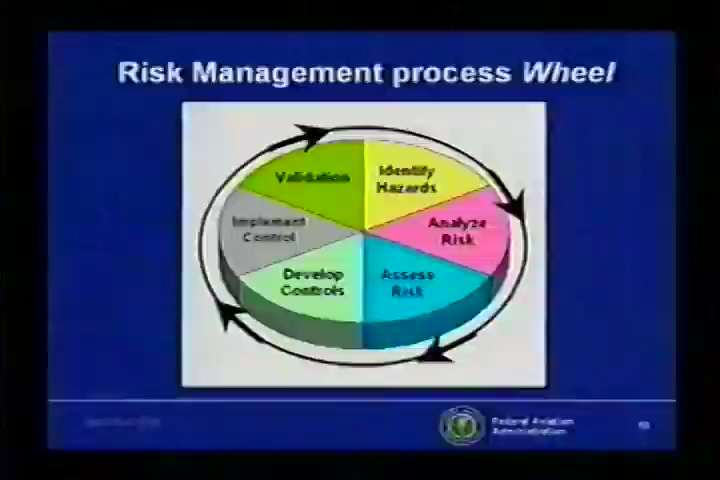 Risk Management process Wheel
Validation
Identify
Hazards
Implement
Control
Analyze
Risk
Develop
Controls
Assess
Risk
Federal Aviation
Administration